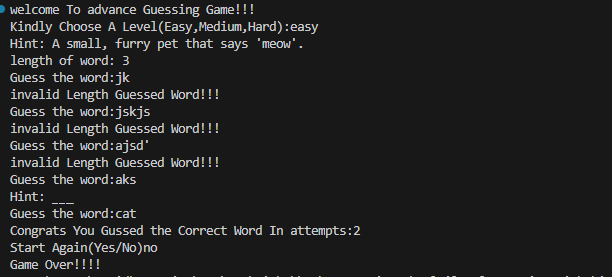 welcome To advance Guessing Game!!!
Kindly Choose A Level(Easy,Medium,Hard):easy
Hint: A small, furry pet that says 'meow'.
length of word: 3
Guess the word:jk
invalid Length Guessed Word!!!
Guess the word:jskjs
invalid Length Guessed Word!!!
Guess the word:ajsd'
invalid Length Guessed Word!!!
Guess the word:aks
Hint: ___
Guess the word:cat
Congrats You Gussed the Correct Word In attempts:2
Start Again(Yes/No)no
Game Over!!!!